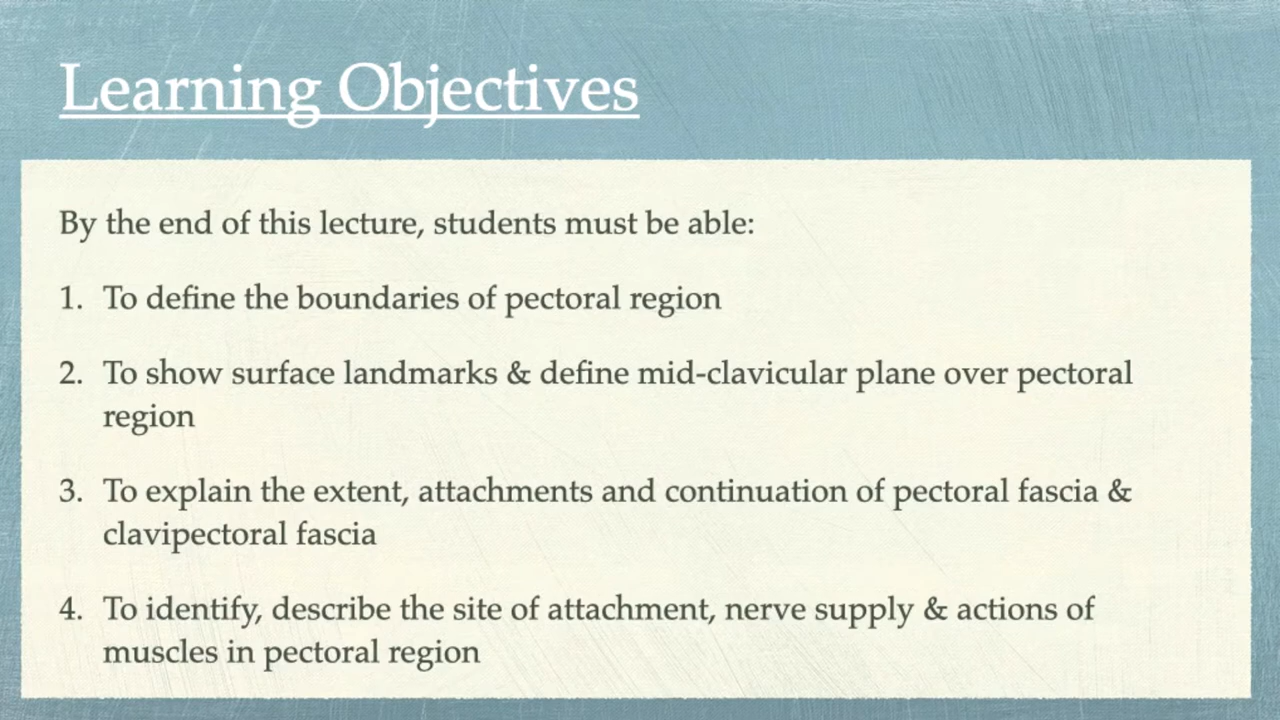 Learning Objectives
By the end of this lecture, students must be able:
1. To define the boundaries of pectoral region
2. To show surface landmarks & define mid-clavicular plane over pectoral
region
3. To explain the extent, attachments and continuation of pectoral fascia &
clavipectoral fascia
4. To identify, describe the site of attachment, nerve supply & actions of
muscles in pectoral region